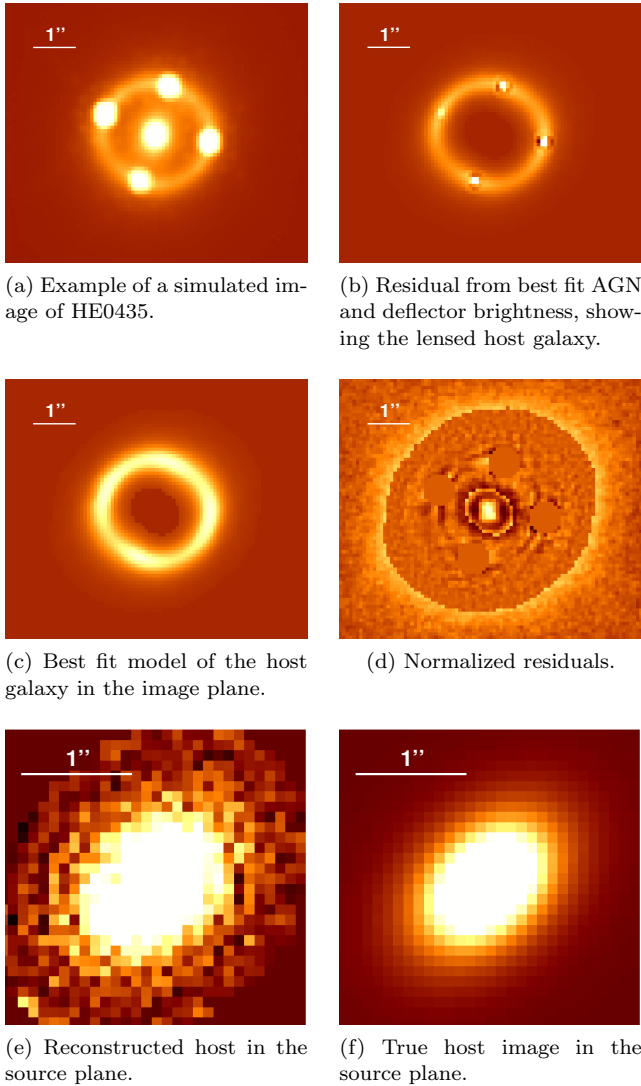 1''
1''
(a) Example of a simulated im-
age of HE0435.
(b) Residual from best fit AGN
and deflector brightness, show-
ing the lensed host galaxy.
1''
1''
(c) Best fit model of the host
galaxy in the image plane.
(d) Normalized residuals.
1''
1''
(e) Reconstructed host in the
source plane.
(f) True host image in the
source plane.